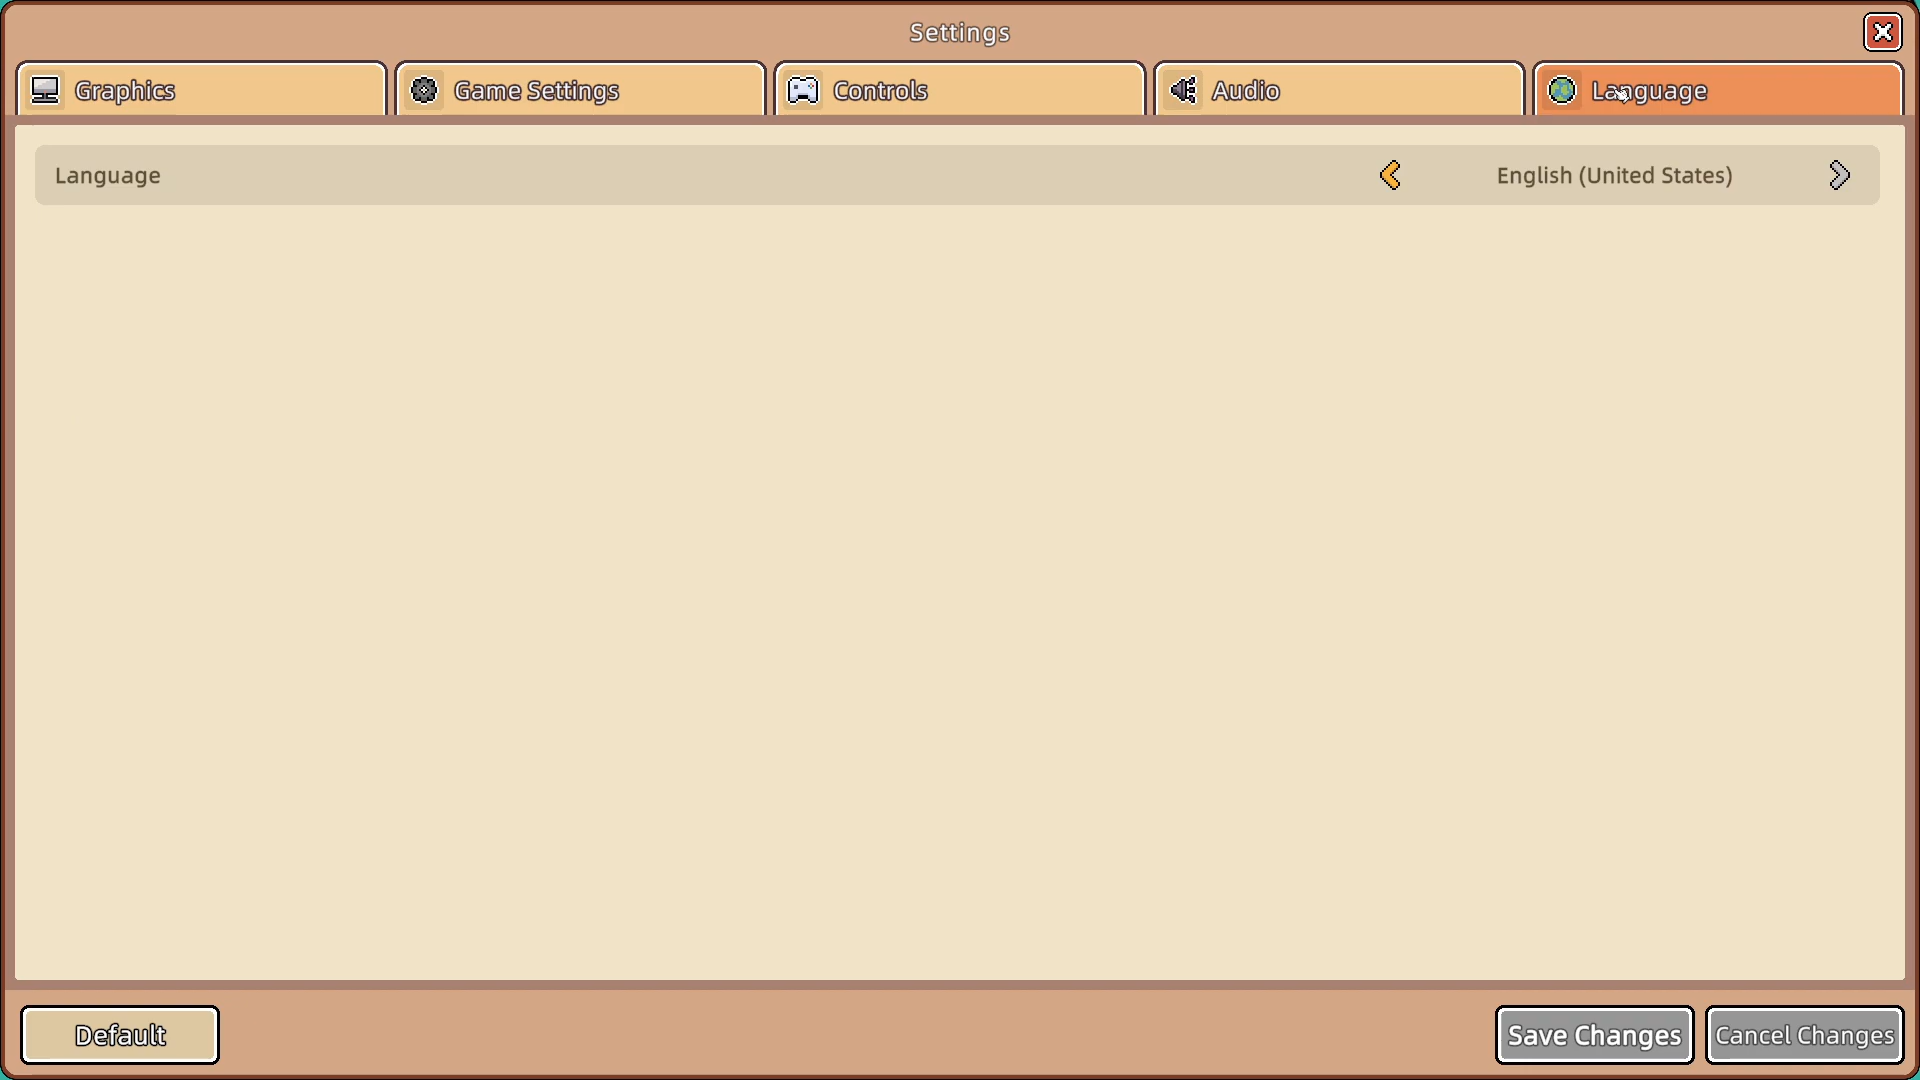 Settings
Graphics
Game Settings
Controls
Audio
Language
Language
English (United States)
Default
Save Changes
Cancel Changes